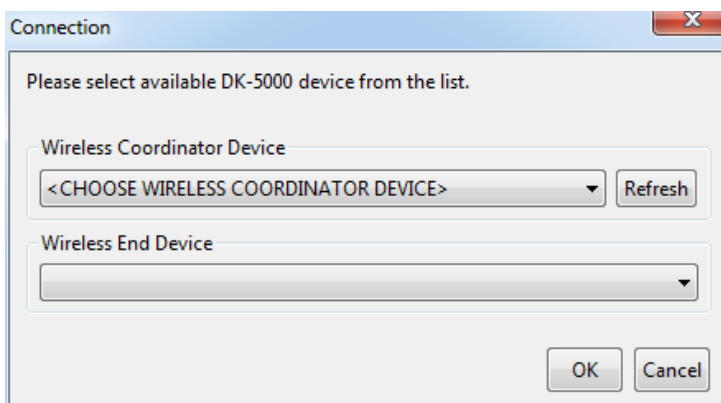 Connection
Please select available DK-5000 device from the list.
Wireless Coordinator Device
<CHOOSE WIRELESS COORDINATOR DEVICE>
Refresh
Wireless End Device
OK
Cancel